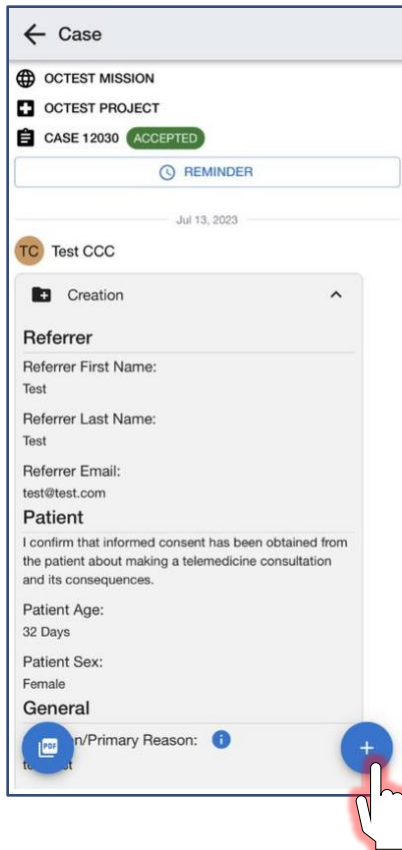 Case
OCTEST MISSION
OCTEST PROJECT
CASE 12030 ACCEPTED
REMINDER
Jul 13, 2023
TC Test CCC
Creation
Referrer
Referrer First Name:
Test
Referrer Last Name:
Test
Referrer Email:
test@test.com
Patient
I confirm that informed consent has been obtained from
the patient about making a telemedicine consultation
and its consequences.
Patient Age:
32 Days
Patient Sex:
Female
General
/Primary Reason:
PDF